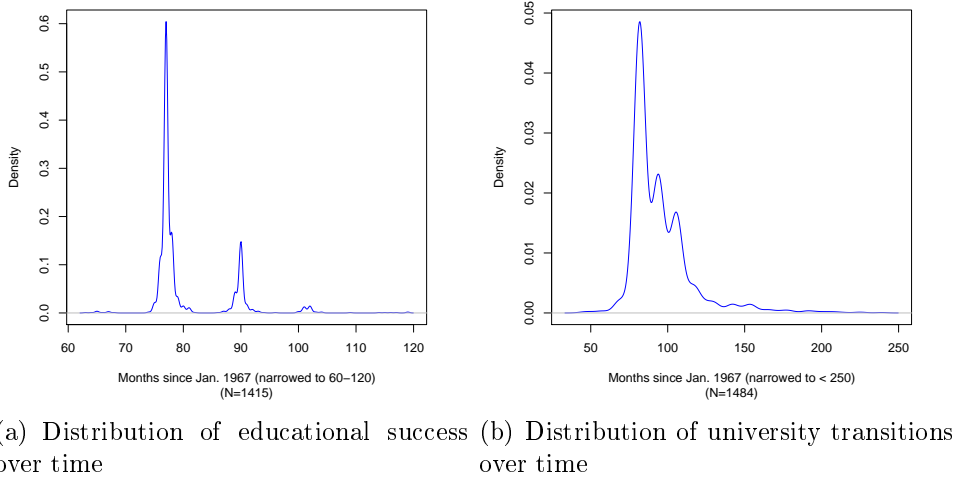 0.0 0.1 0.2 0.3 0.4 0.5 0.6
Density
60 70 80 90 100 110 120
Months since Jan. 1967 (narrowed to 60−120)
(N=1415)
0.00 0.01 0.02 0.03 0.04 0.05
Density
50 100 150 200 250
Months since Jan. 1967 (narrowed to < 250)
(N=1484)
(a) Distribution of educational success
over time
(b) Distribution of university transitions
over time